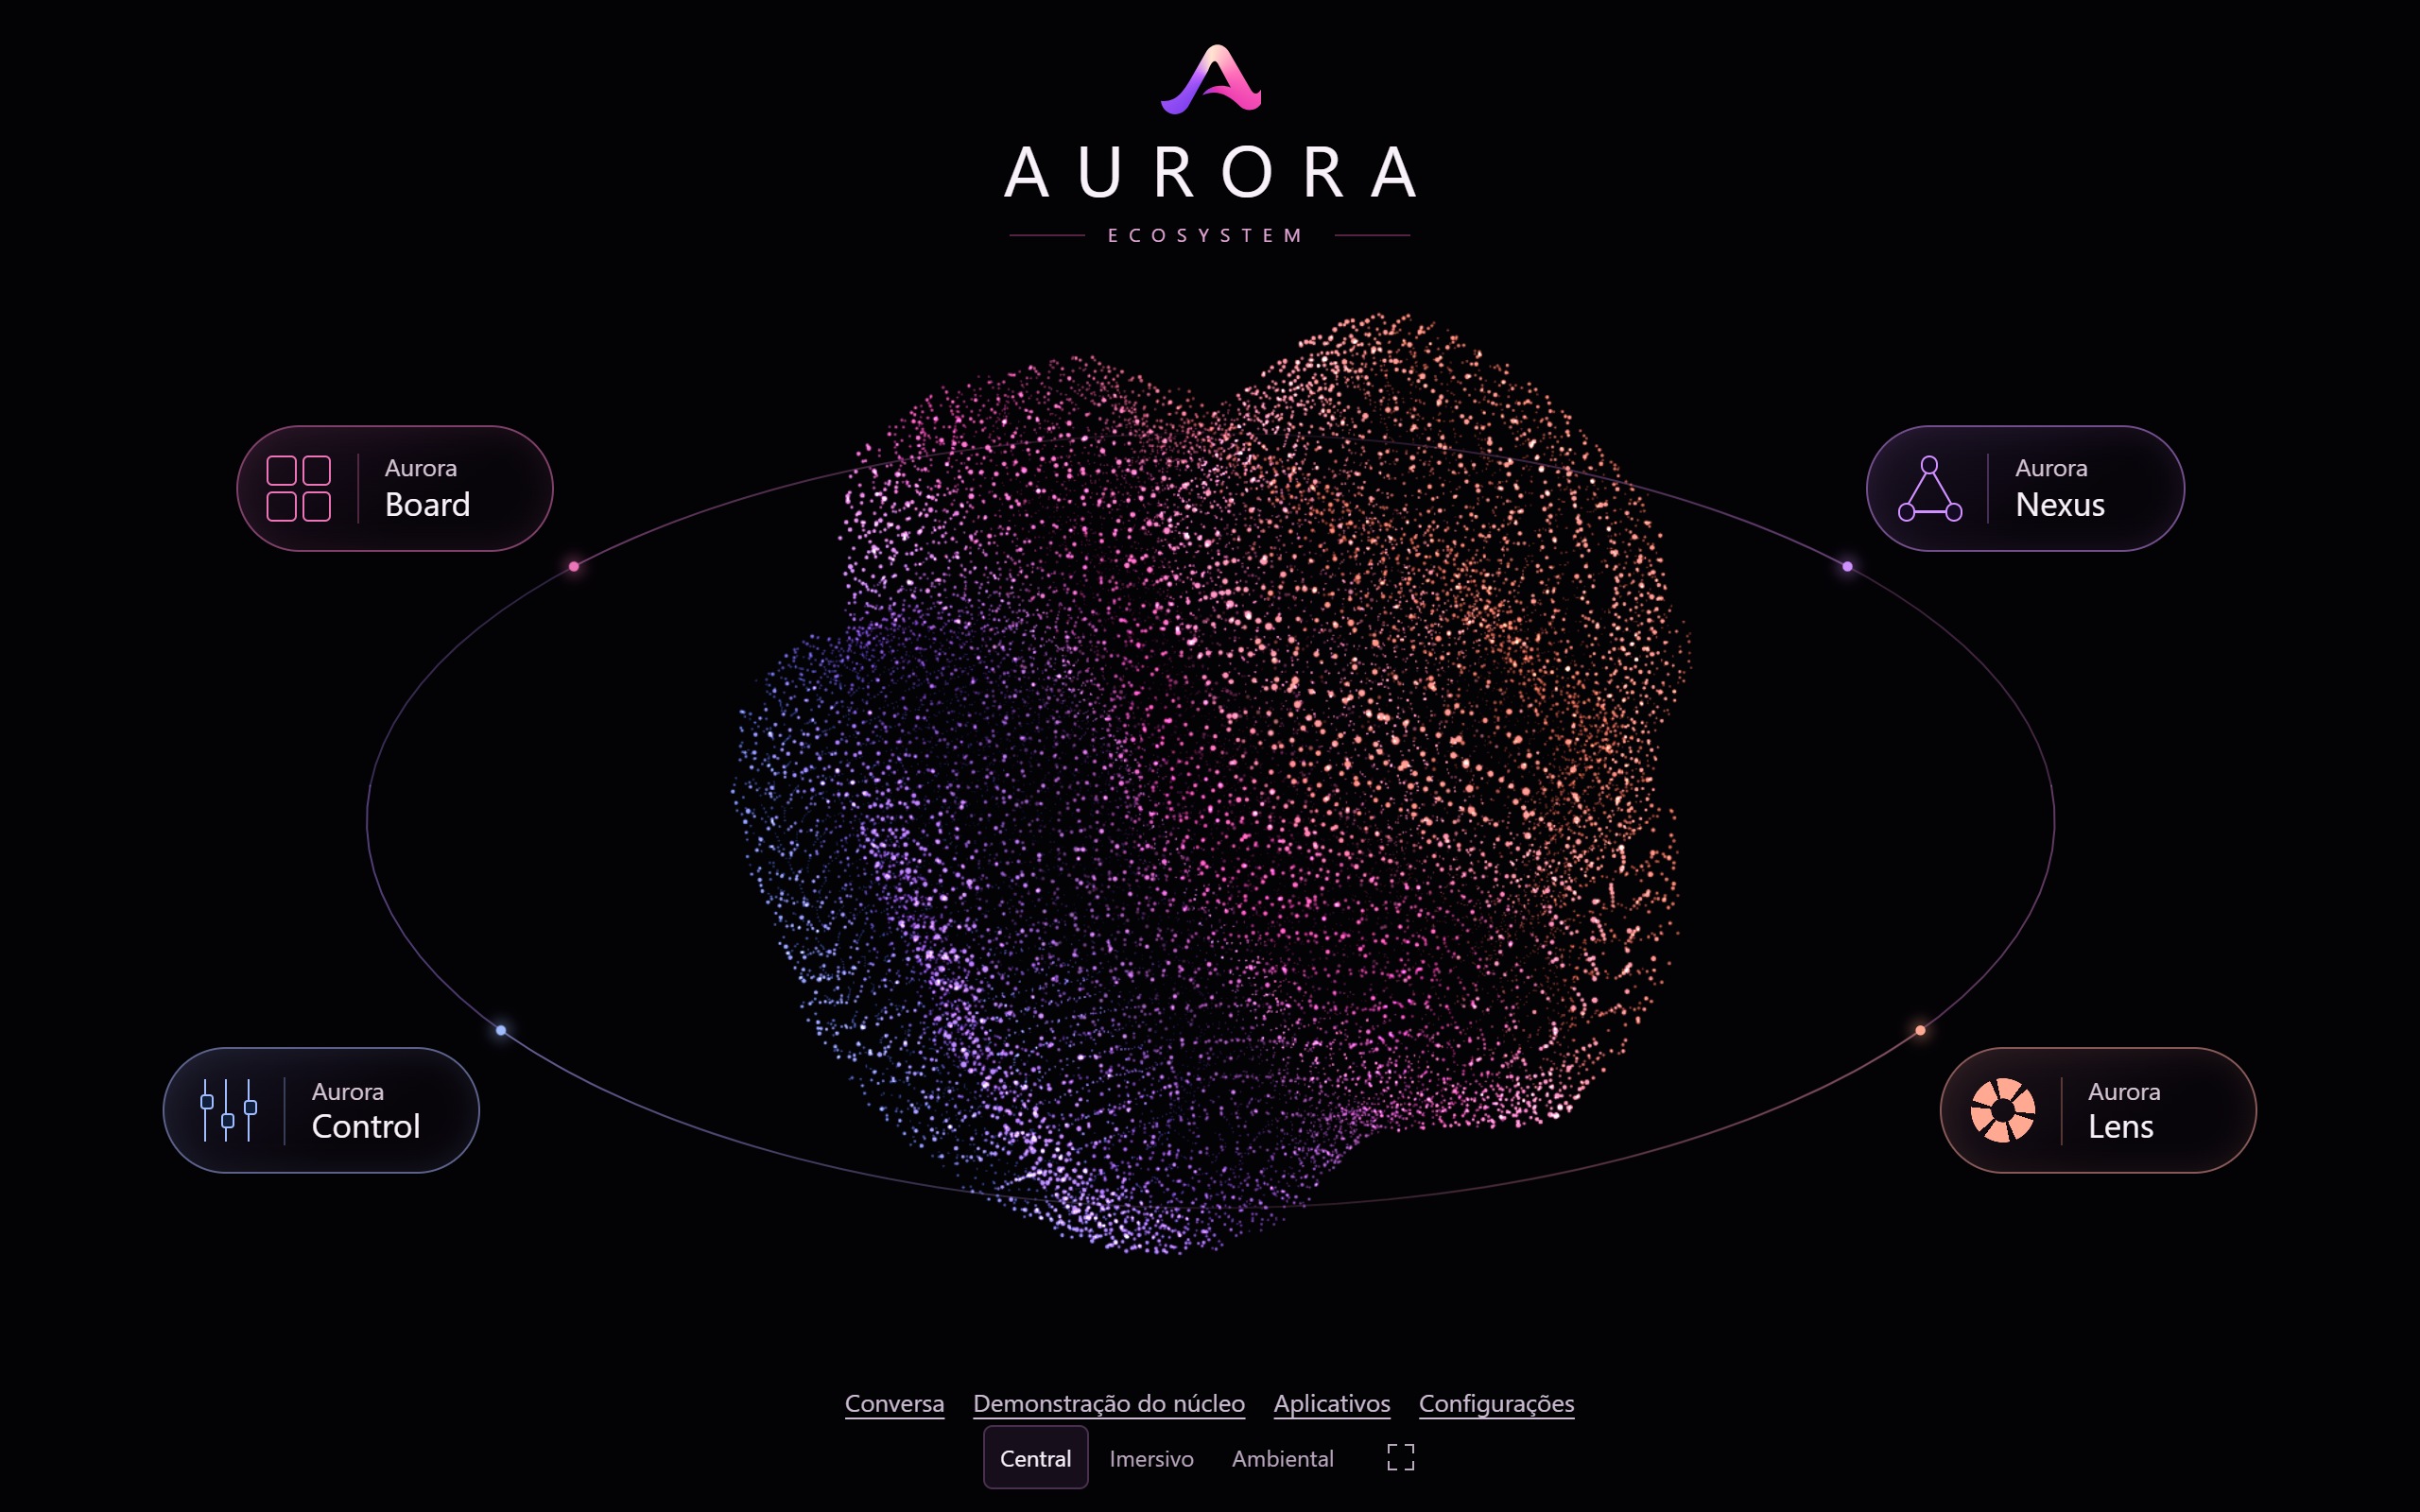 AURORA
ECOSYSTEM
Aurora
Board
Aurora
Nexus
Aurora
Control
Aurora
Lens
Conversa Demonstração do núcleo Aplicativos Configurações
Central Imersivo Ambiental